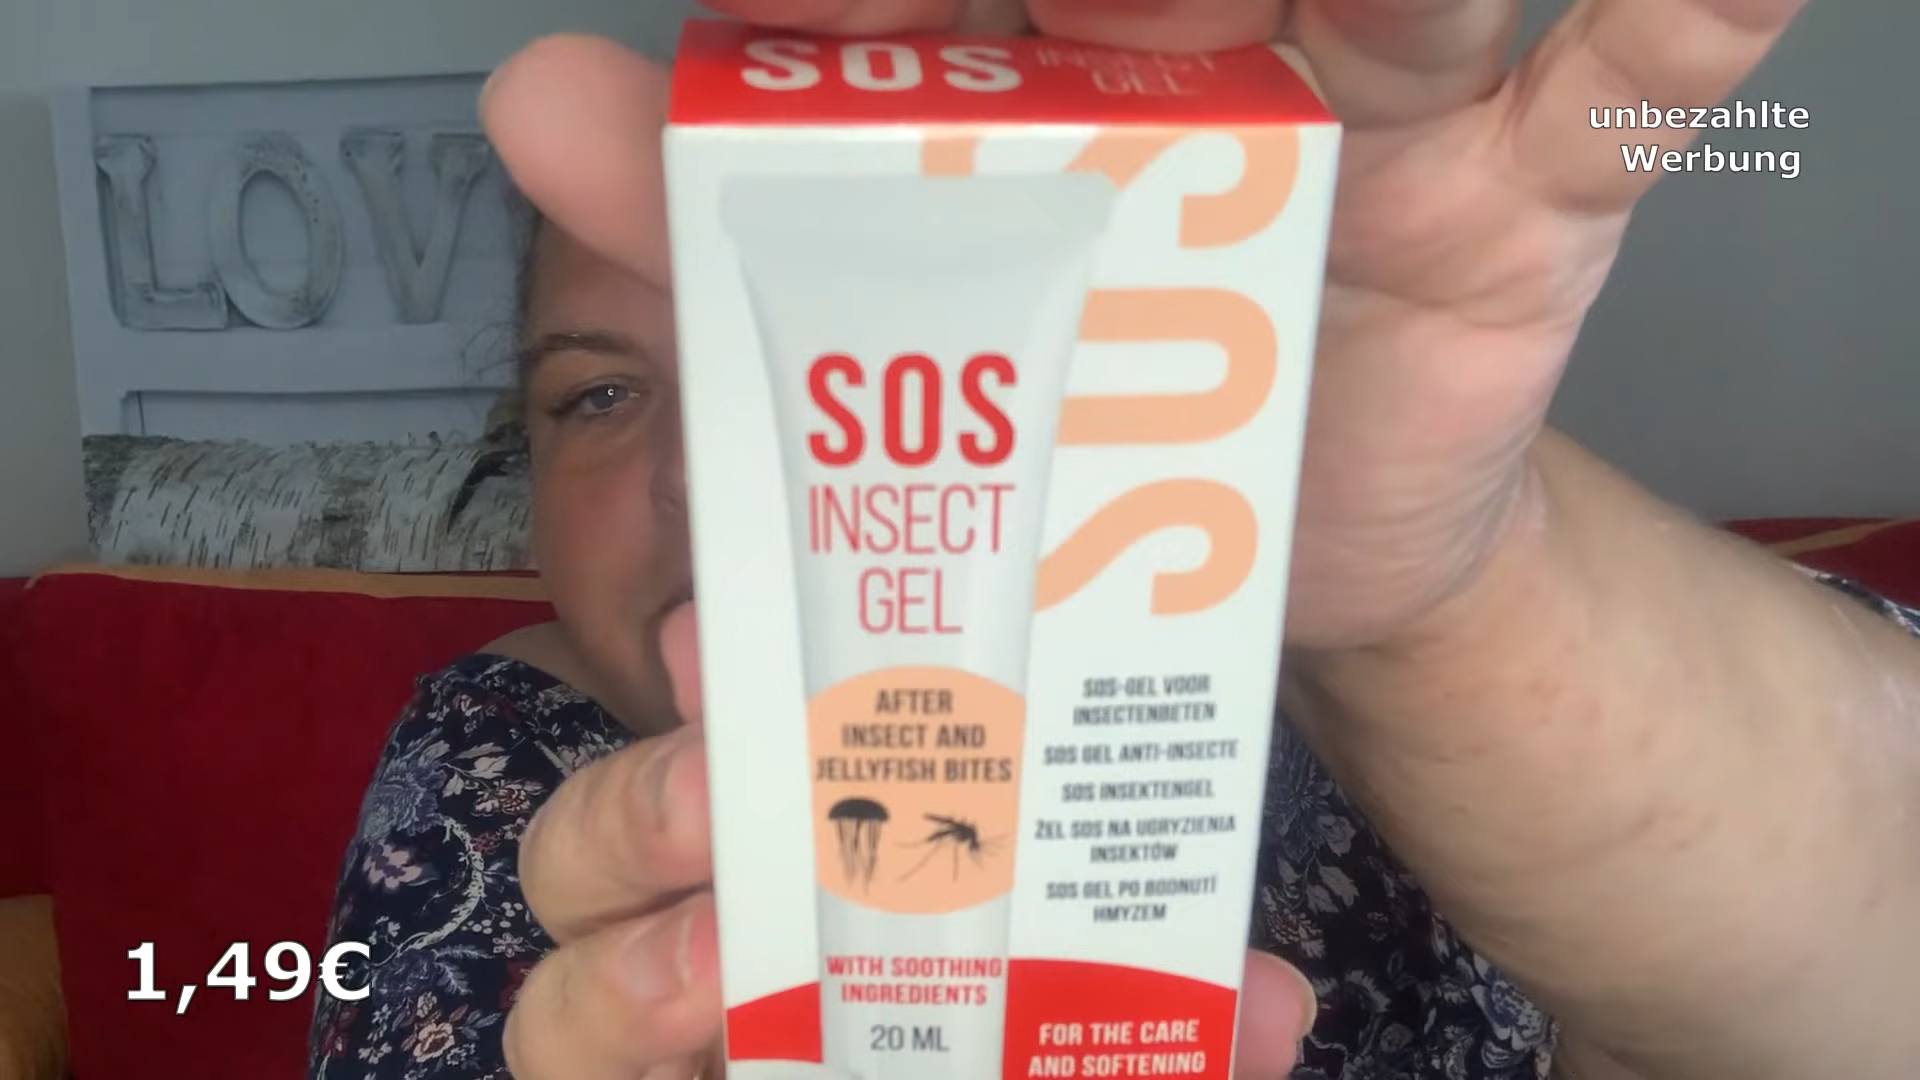 SOS
INSECT
GEL
unbezahlte
Werbung
LOV
SOS
SOS
INSECT
GEL
AFTER
INSECT AND
JELLYFISH BITES
WITH SOOTHING
INGREDIENTS
20 ML
SOS-GEL VOOR
INSECTENBETEN
SOS GEL ANTI-INSECTE
SOS INSEKTENGEL
ŻEL SOS NA UGRYZIENIA
INSEKTÓW
SOS GEL PO BODNUTÍ
HMYZEM
FOR THE CARE
AND SOFTENING
1,49€